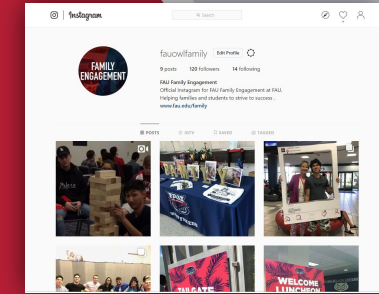 Instagram
Search
fauowlfamily Edit Profile
9 posts 120 followers 14 following
FAU Family Engagement
Official Instagram for FAU Family Engagement at FAU.
Helping families and students to strive to success ..
www.fau.edu/family
FAMILY
ENGAGEMENT
POSTS IGTV SAVED TAGGED
FAU
TAILGATE
WELCOME
LUNCHEON